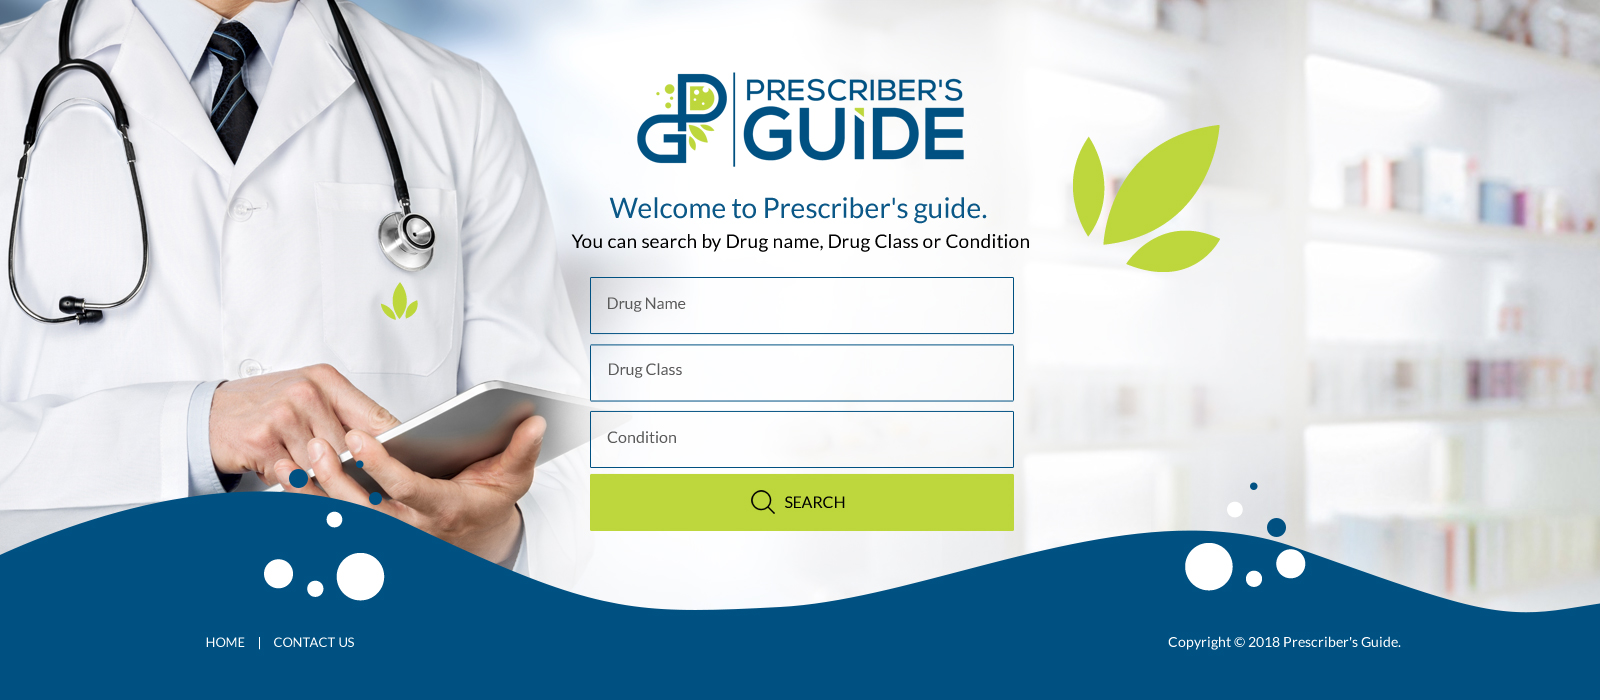 GP
PRESCRIBER'S
GUIDE
Welcome to Prescriber's guide.
You can search by Drug name, Drug Class or Condition
Drug Name
Drug Class
Condition
SEARCH
HOME | CONTACT US
Copyright © 2018 Prescriber's Guide.